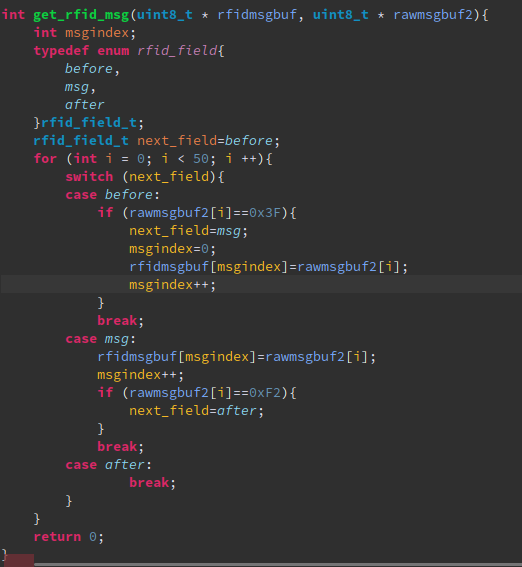 int get_rfid_msg(uint8_t * rfidmsgbuf, uint8_t * rawmsgbuf2){
    int msgindex;
    typedef enum rfid_field{
        before,
        msg,
        after
    }rfid_field_t;
    rfid_field_t next_field=before;
    for (int i = 0; i < 50; i ++){
        switch (next_field){
        case before:
            if (rawmsgbuf2[i]==0x3F){
                next_field=msg;
                msgindex=0;
                rfidmsgbuf[msgindex]=rawmsgbuf2[i];
                msgindex++;
            }
            break;
        case msg:
            rfidmsgbuf[msgindex]=rawmsgbuf2[i];
            msgindex++;
            if (rawmsgbuf2[i]==0xF2){
                next_field=after;
            }
            break;
        case after:
                break;
        }
    }
    return 0;
}